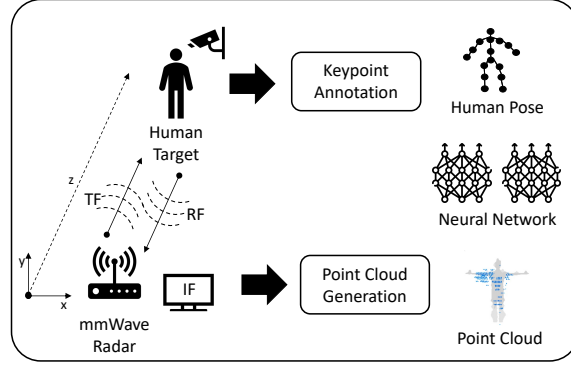 Keypoint
Annotation
Human Pose
Human
Target
z
TF
RF
Neural Network
y
x
IF
mmWave
Radar
Point Cloud
Generation
Point Cloud